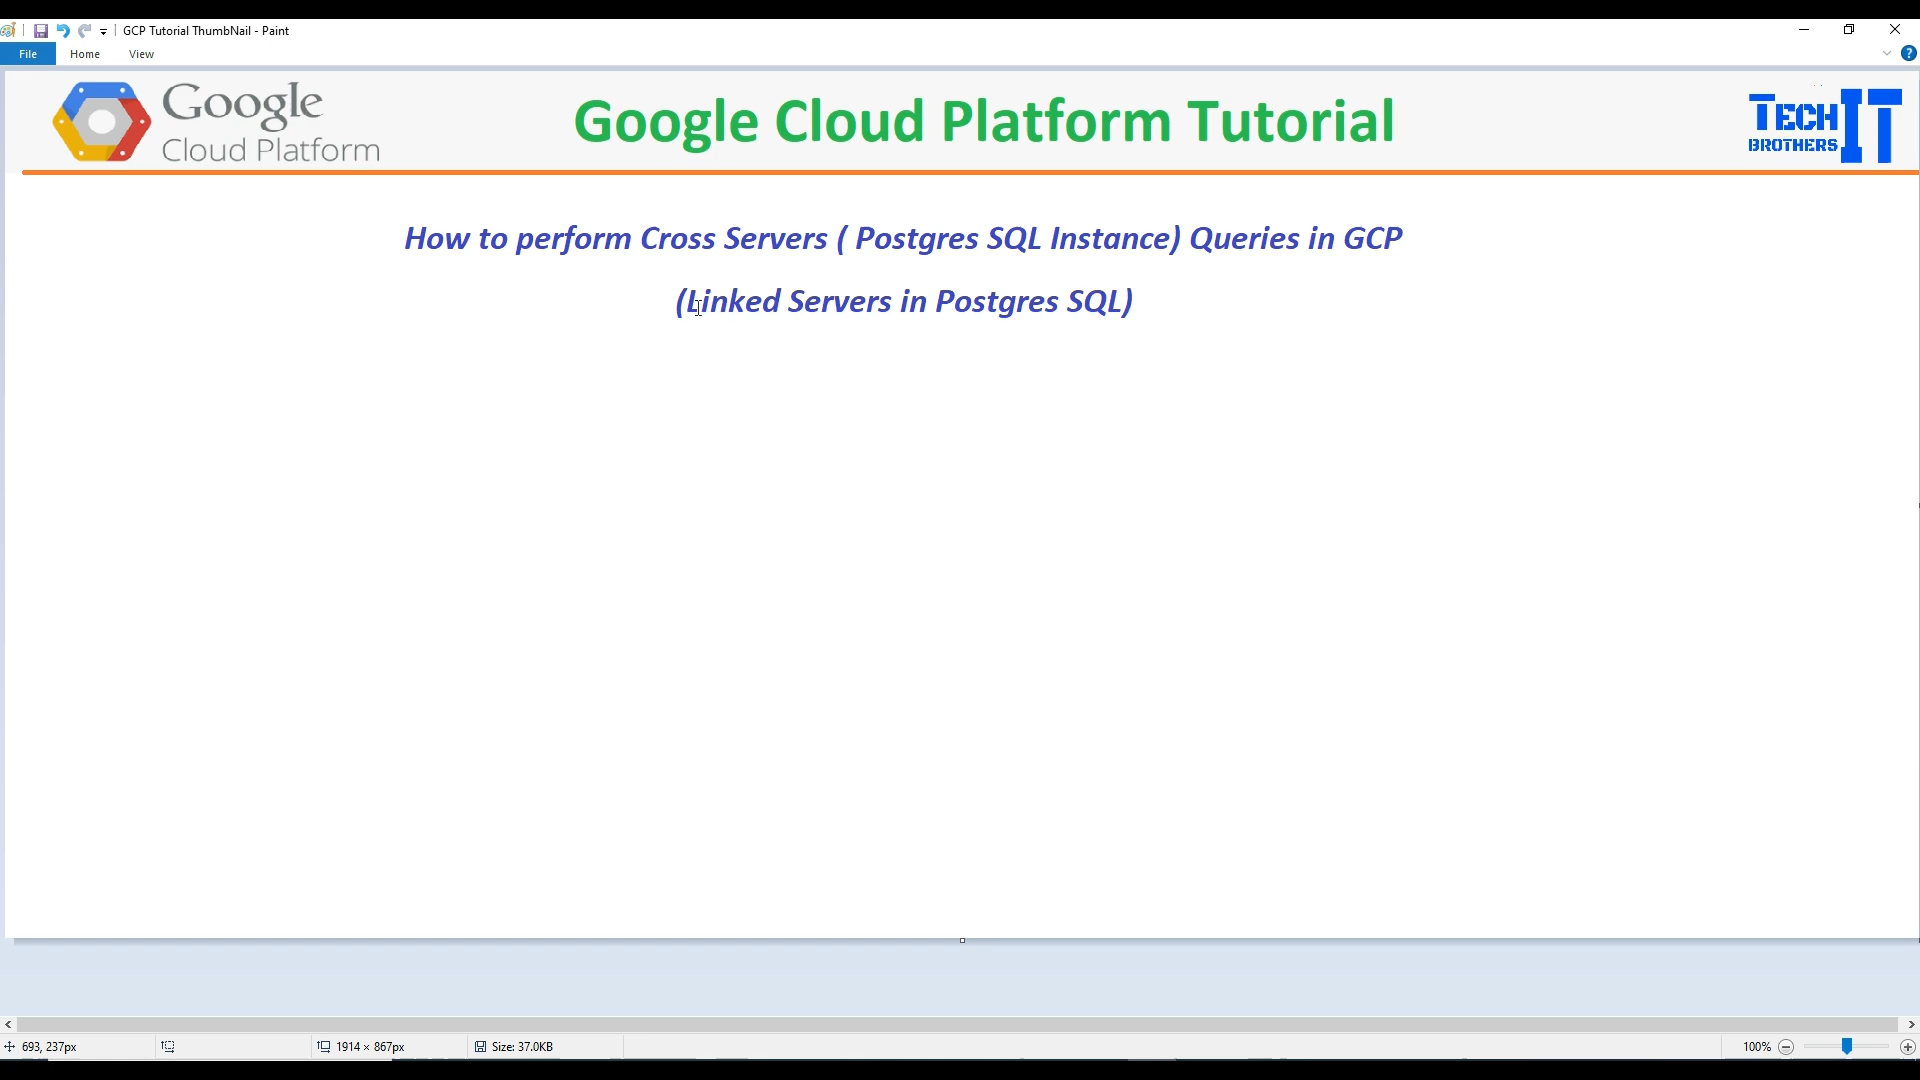 GCP Tutorial ThumbNail - Paint
File Home View
Google
Cloud Platform
Google Cloud Platform Tutorial
TECH
BROTHERS
IT
How to perform Cross Servers ( Postgres SQL Instance) Queries in GCP
(Linked Servers in Postgres SQL)
693, 237px 1914 × 867px Size: 37.0KB 100%